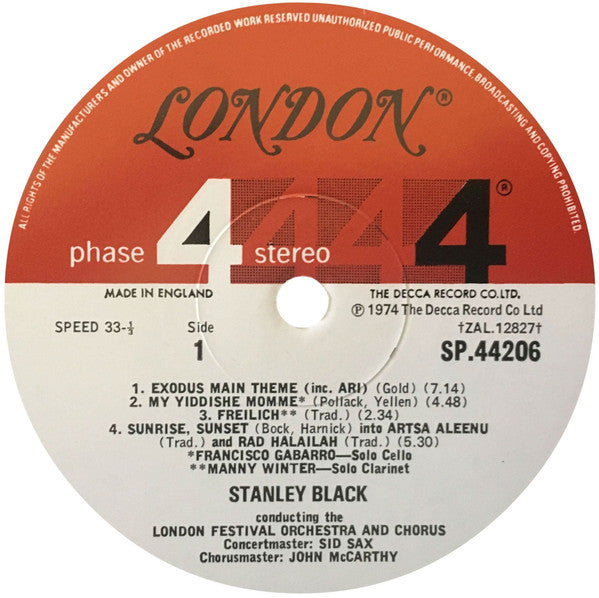 ALL RIGHTS OF THE MANUFACTURERS AND OWNER OF THE RECORDED WORK RESERVED UNAUTHORIZED PUBLIC PERFORMANCE, BROADCASTING AND COPYING PROHIBITED.
LONDON®
phase 4 stereo 4®
MADE IN ENGLAND
THE DECCA RECORD CO. LTD.
℗ 1974 The Decca Record Co Ltd
SPEED 33-⅓
Side
1
†ZAL.12827†
SP.44206
1. EXODUS MAIN THEME (inc. ARI) (Gold) (7.14)
2. MY YIDDISHE MOMME* (Pollack, Yellen) (4.48)
3. FREILICH** (Trad.) (2.34)
4. SUNRISE, SUNSET (Bock, Harnick) into ARTSA ALEENU
(Trad.) and RAD HALAILAH (Trad.) (5.30)
*FRANCISCO GABARRO—Solo Cello
**MANNY WINTER—Solo Clarinet
STANLEY BLACK
conducting the
LONDON FESTIVAL ORCHESTRA AND CHORUS
Concertmaster: SID SAX
Chorusmaster: JOHN McCARTHY